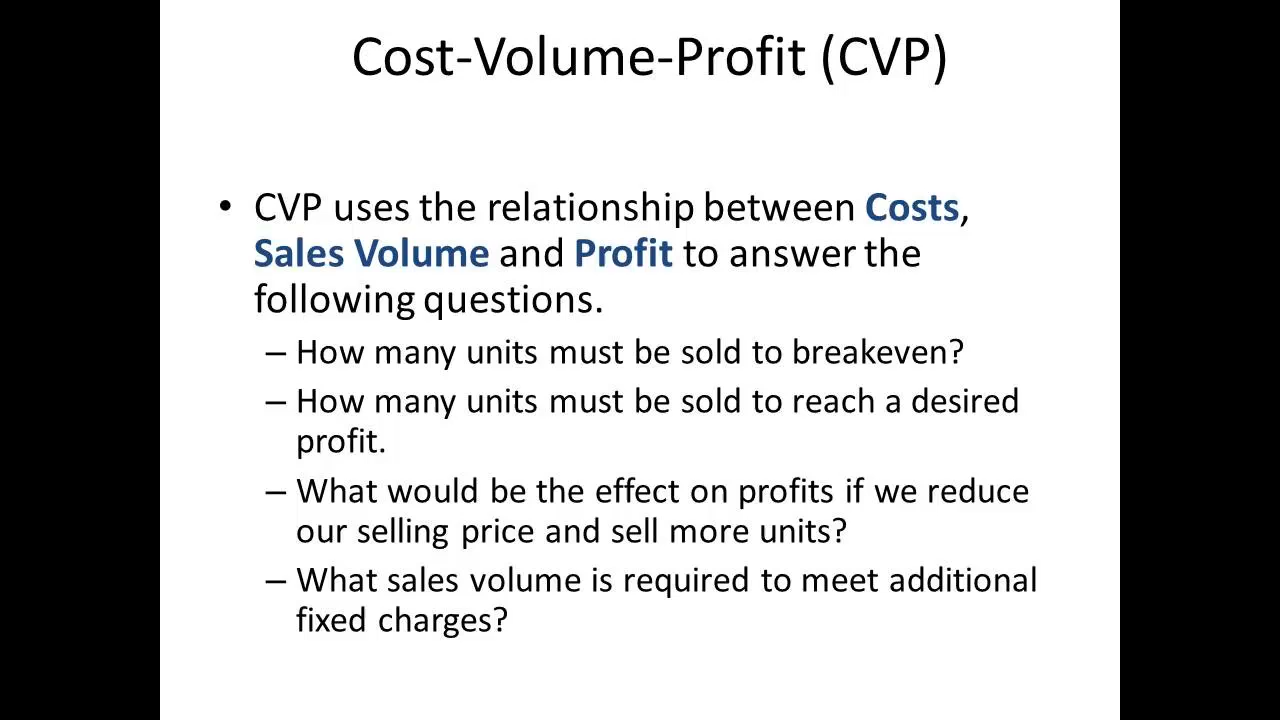 Cost-Volume-Profit (CVP)
• CVP uses the relationship between Costs,
Sales Volume and Profit to answer the
following questions.
– How many units must be sold to breakeven?
– How many units must be sold to reach a desired
profit.
– What would be the effect on profits if we reduce
our selling price and sell more units?
– What sales volume is required to meet additional
fixed charges?